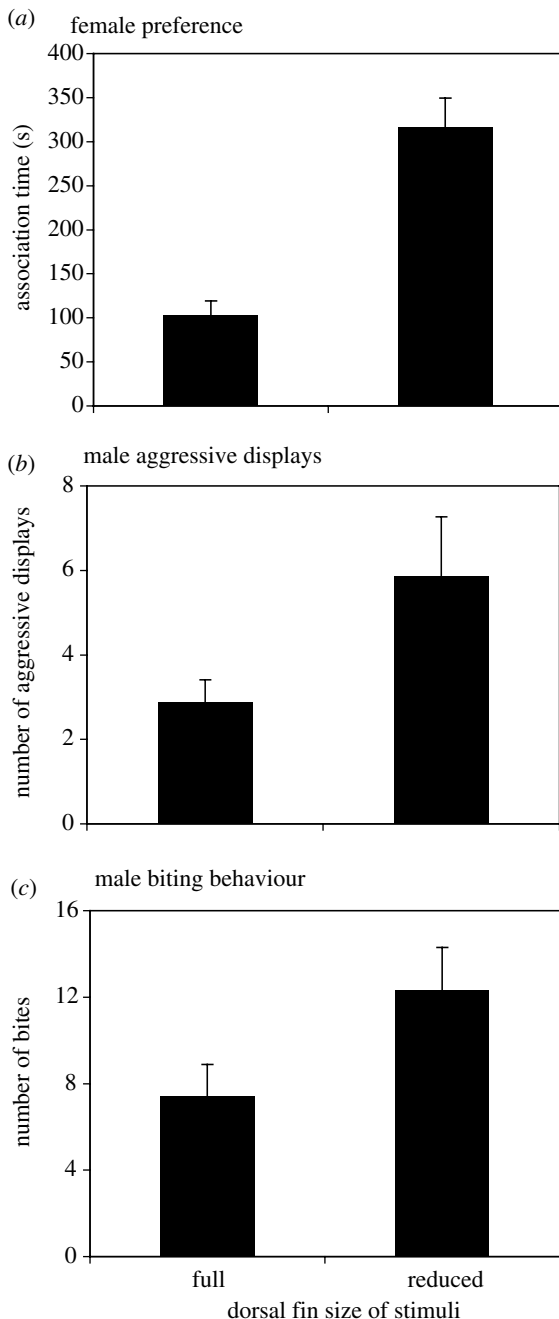 (a) female preference
400
350
300
250
200
150
100
50
0
association time (s)
(b) male aggressive displays
8
6
4
2
0
number of aggressive displays
(c) male biting behaviour
16
12
8
4
0
number of bites
full reduced
dorsal fin size of stimuli